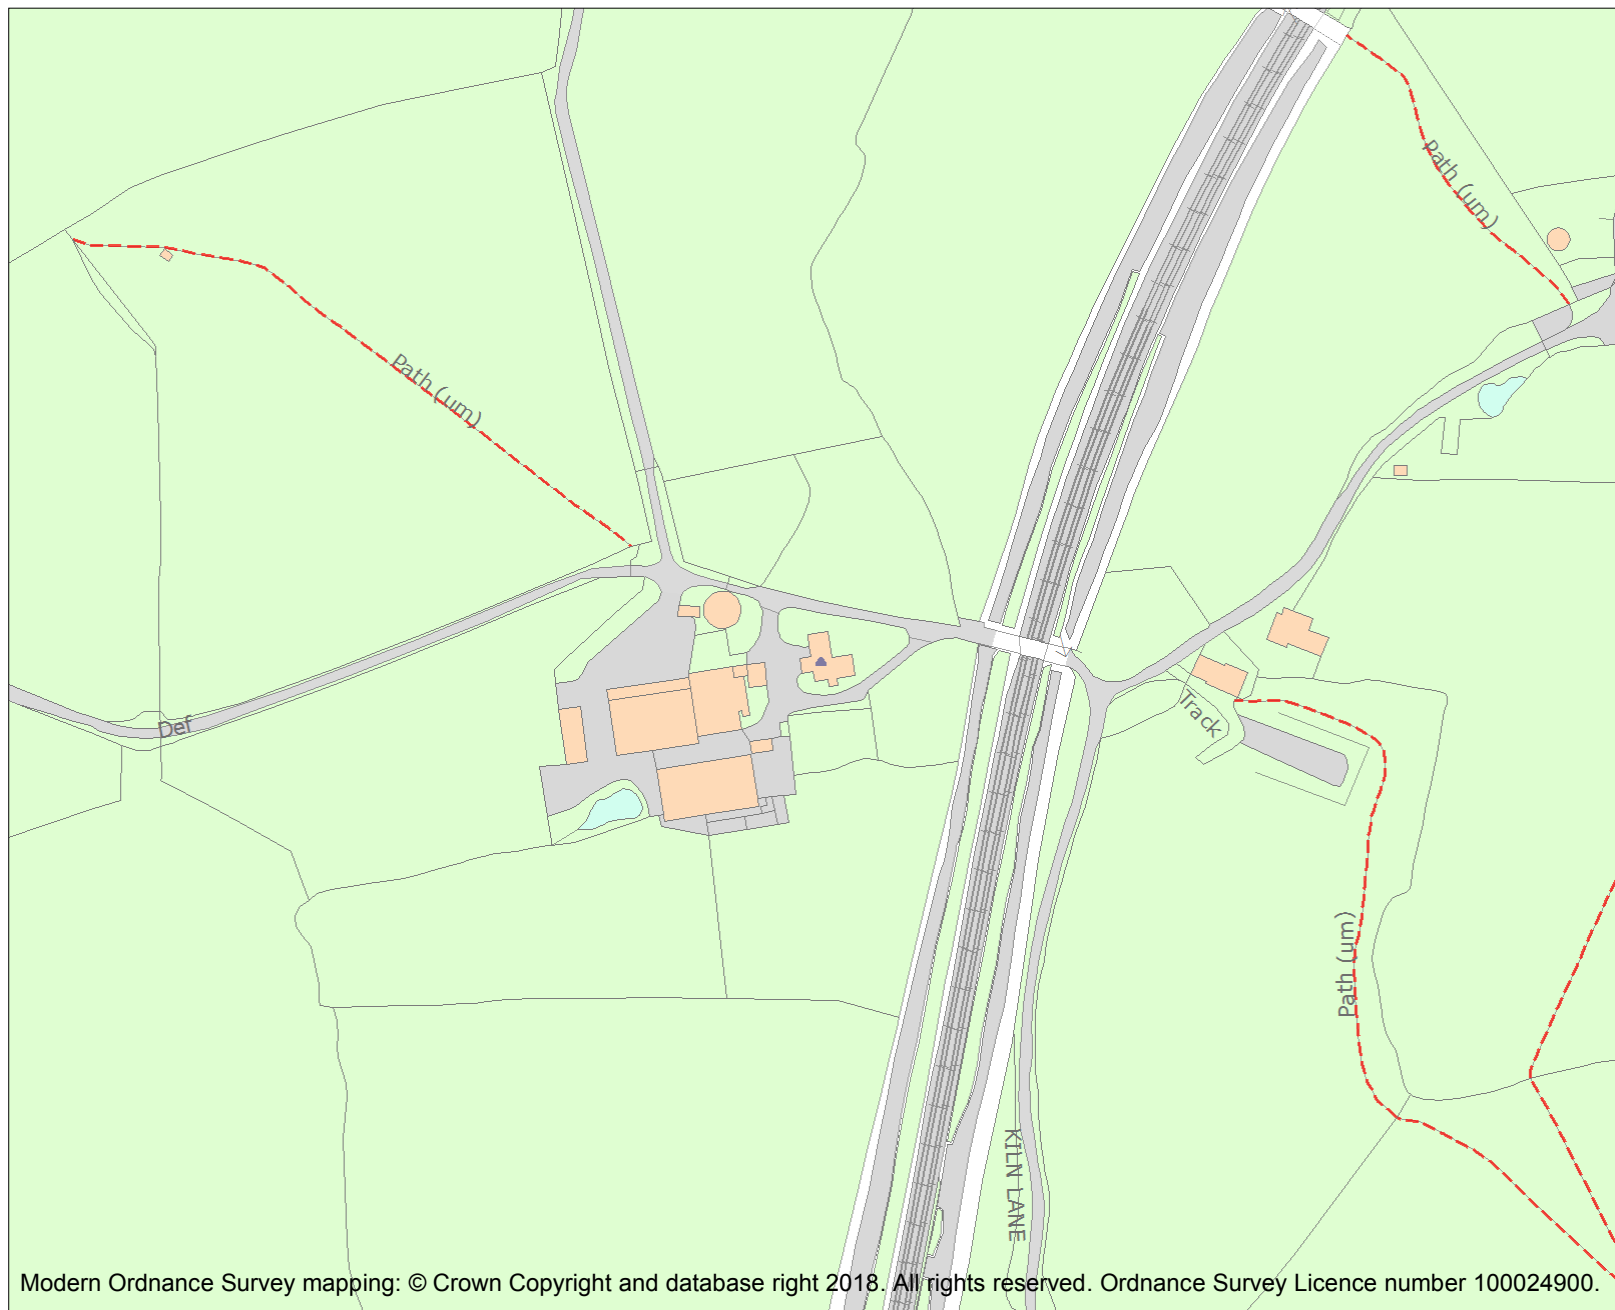 Path (um)
Path (um)
Track
Def
Path (um)
KILN LANE
Modern Ordnance Survey mapping: © Crown Copyright and database right 2018. All rights reserved. Ordnance Survey Licence number 100024900.